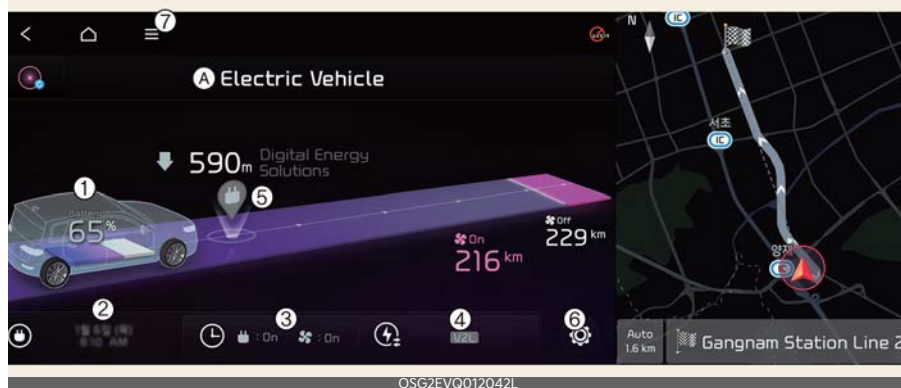 7
A Electric Vehicle
590m Digital Energy
Solutions
1
Battery
65%
5
On
216 km
Off
229 km
2
3
: On : On
4
V2L
6
N
IC
서초
IC
양재
IC
Auto
1.6 km
Gangnam Station Line 2
OSG2EVQ012042L